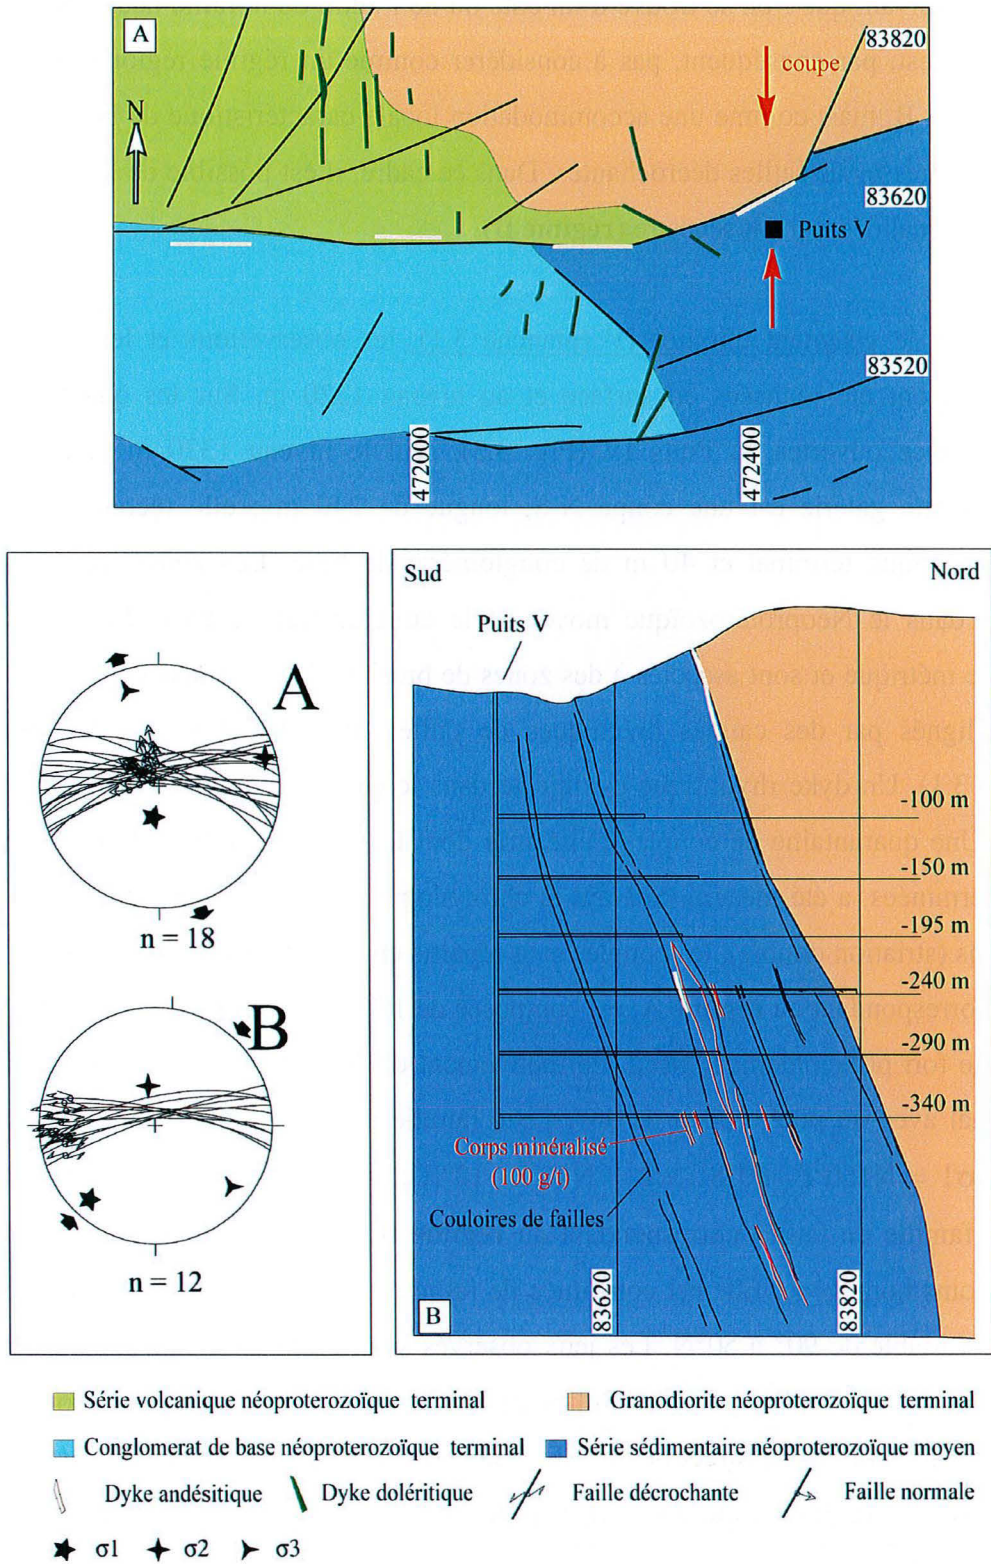 A
83820
coupe
N
83620
Puits V
83520
472000
472400
A
n = 18
B
n = 12
Sud
Nord
Puits V
-100 m
-150 m
-195 m
-240 m
-290 m
-340 m
Corps minéralisé
(100 g/t)
Couloires de failles
83620
83820
B
Série volcanique néoproterozoïque terminal
Granodiorite néoproterozoïque terminal
Conglomerat de base néoproterozoïque terminal
Série sédimentaire néoproterozoïque moyen
Dyke andésitique
Dyke doléritique
Faille décrochante
Faille normale
σ1
σ2
σ3